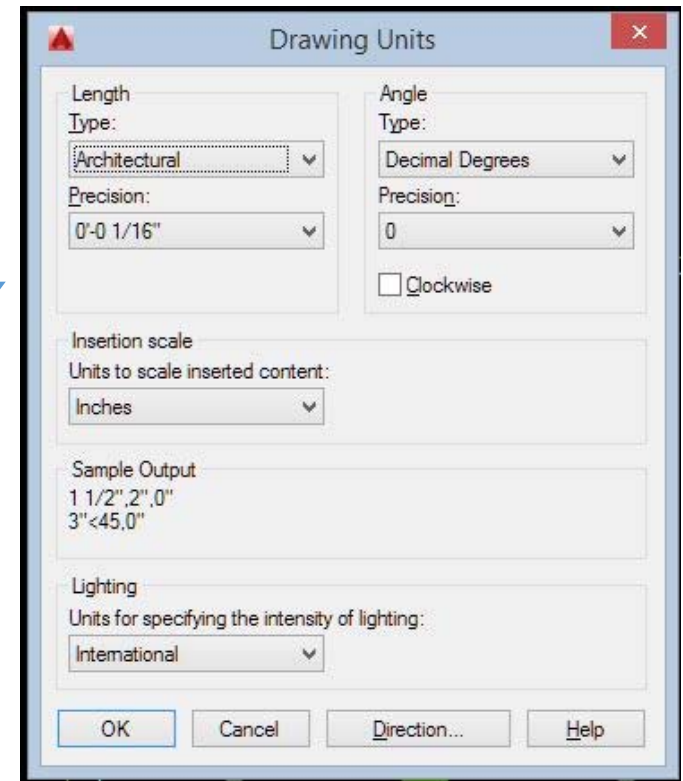 Drawing Units
Length
Type:
Architectural
Precision:
0'-0 1/16"
Angle
Type:
Decimal Degrees
Precision:
0
Clockwise
Insertion scale
Units to scale inserted content:
Inches
Sample Output
1 1/2",2",0"
3"<45,0"
Lighting
Units for specifying the intensity of lighting:
International
OK
Cancel
Direction...
Help